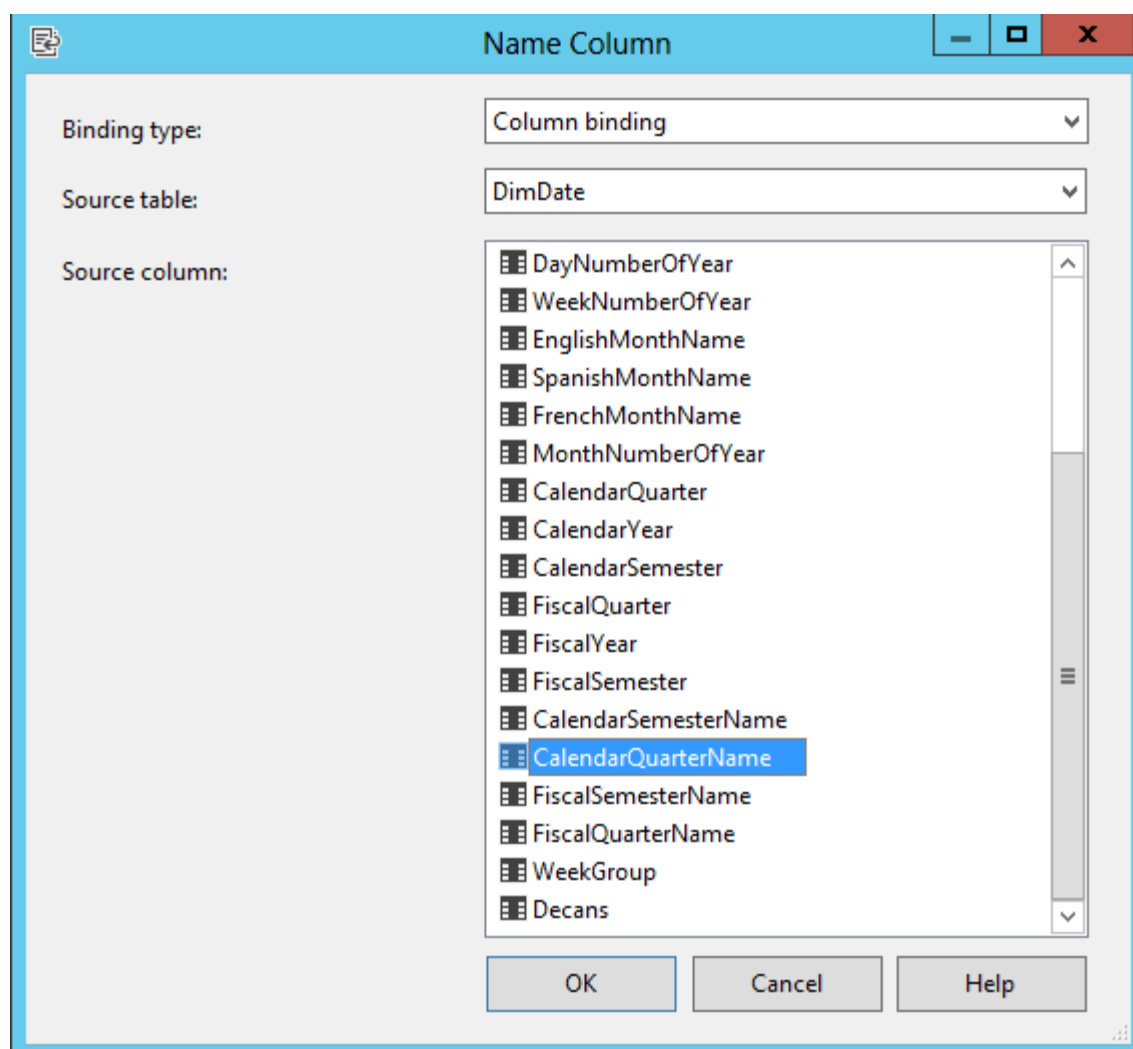 Name Column
Binding type:
Column binding
Source table:
DimDate
Source column:
DayNumberOfYear
WeekNumberOfYear
EnglishMonthName
SpanishMonthName
FrenchMonthName
MonthNumberOfYear
CalendarQuarter
CalendarYear
CalendarSemester
FiscalQuarter
FiscalYear
FiscalSemester
CalendarSemesterName
CalendarQuarterName
FiscalSemesterName
FiscalQuarterName
WeekGroup
Decans
OK
Cancel
Help